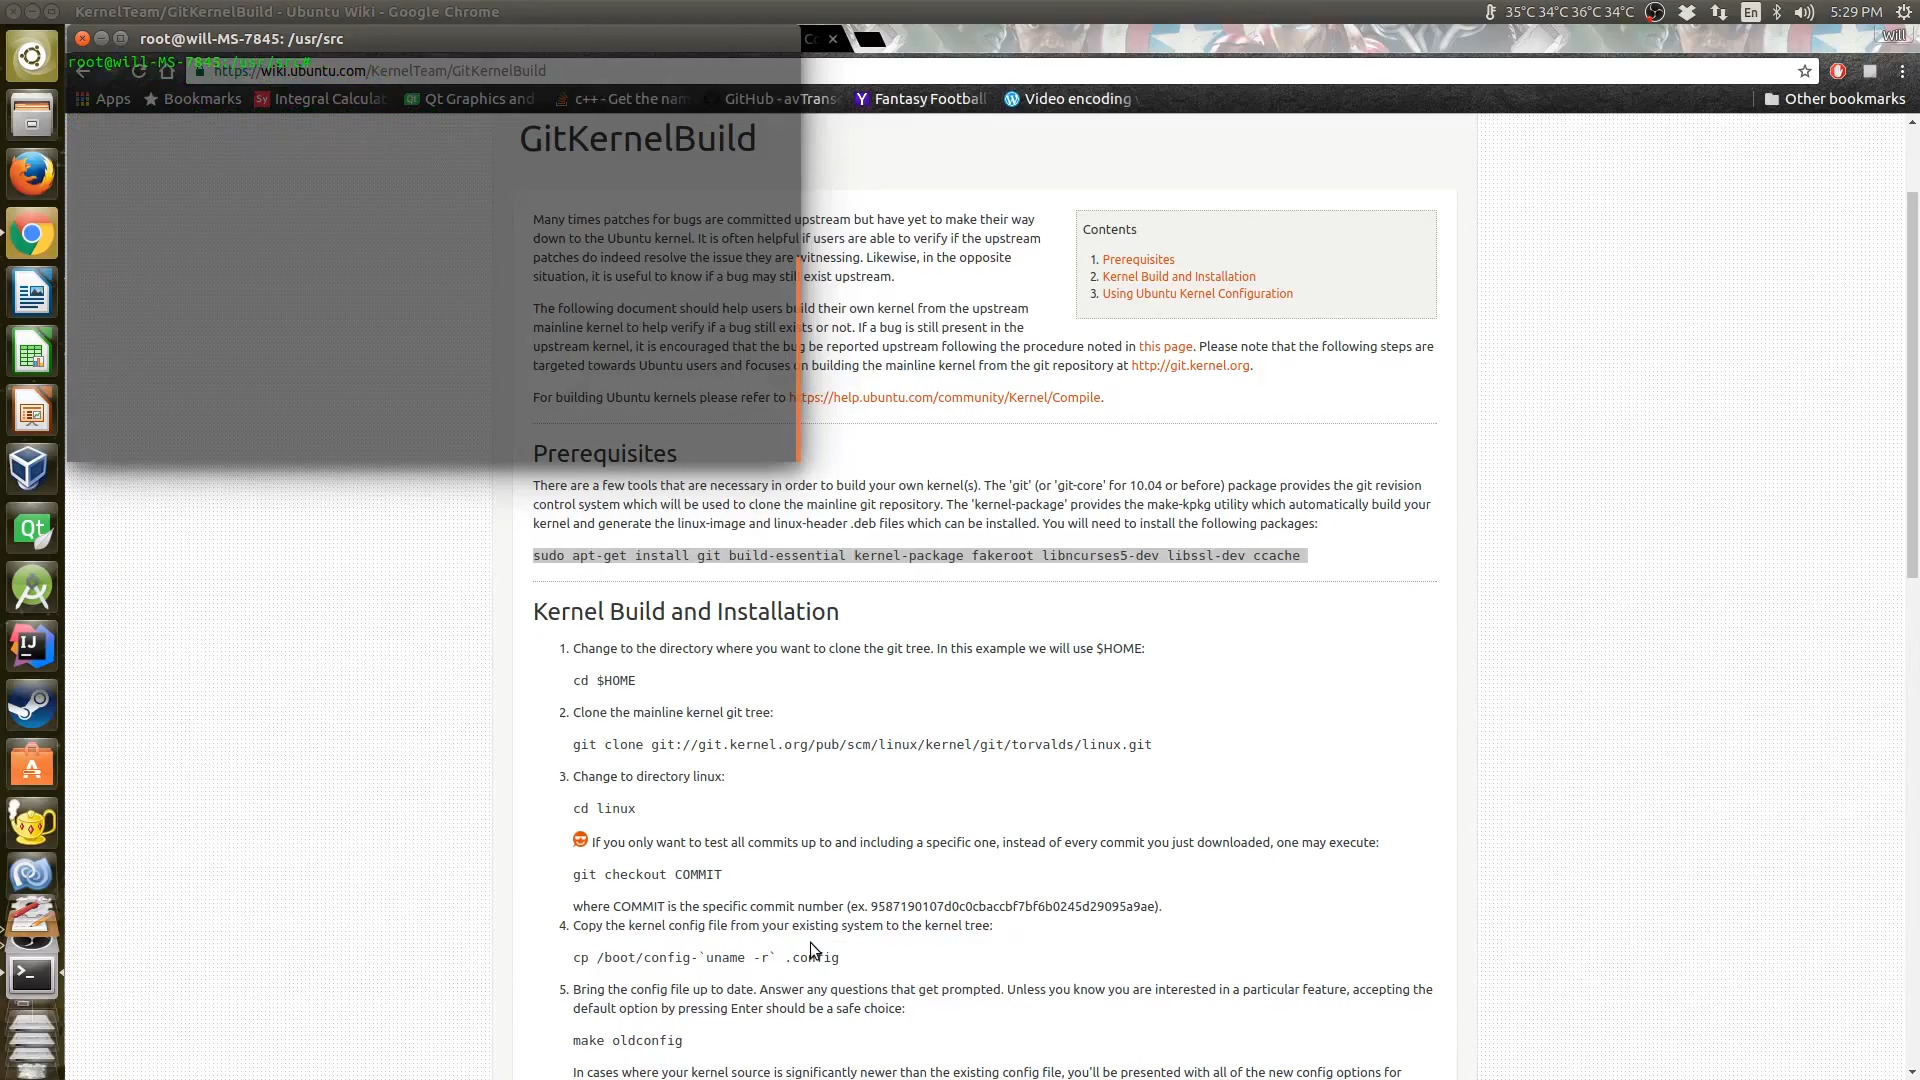 KernelTeam/GitKernelBuild - Ubuntu Wiki - Google Chrome
35°C 34°C 36°C 34°C
En
5:29 PM
root@will-MS-7845: /usr/src
Co
will
root@will-MS-7845:/usr/src#
https://wiki.ubuntu.com/KernelTeam/GitKernelBuild
Apps
Bookmarks
Sy
Integral Calculat
Qt Graphics and
c++ - Get the nam
GitHub - avTrans
Y Fantasy Football
Video encoding
Other bookmarks
GitKernelBuild
Many times patches for bugs are committed upstream but have yet to make their way
down to the Ubuntu kernel. It is often helpful if users are able to verify if the upstream
patches do indeed resolve the issue they are witnessing. Likewise, in the opposite
situation, it is useful to know if a bug may still exist upstream.
Contents
1. Prerequisites
2. Kernel Build and Installation
3. Using Ubuntu Kernel Configuration
The following document should help users build their own kernel from the upstream
mainline kernel to help verify if a bug still exists or not. If a bug is still present in the
upstream kernel, it is encouraged that the bug be reported upstream following the procedure noted in this page. Please note that the following steps are
targeted towards Ubuntu users and focuses on building the mainline kernel from the git repository at http://git.kernel.org.
For building Ubuntu kernels please refer to https://help.ubuntu.com/community/Kernel/Compile.
Prerequisites
There are a few tools that are necessary in order to build your own kernel(s). The 'git' (or 'git-core' for 10.04 or before) package provides the git revision
control system which will be used to clone the mainline git repository. The 'kernel-package' provides the make-kpkg utility which automatically build your
kernel and generate the linux-image and linux-header .deb files which can be installed. You will need to install the following packages:
sudo apt-get install git build-essential kernel-package fakeroot libncurses5-dev libssl-dev ccache
Kernel Build and Installation
1. Change to the directory where you want to clone the git tree. In this example we will use $HOME:
cd $HOME
2. Clone the mainline kernel git tree:
git clone git://git.kernel.org/pub/scm/linux/kernel/git/torvalds/linux.git
3. Change to directory linux:
cd linux
If you only want to test all commits up to and including a specific one, instead of every commit you just downloaded, one may execute:
git checkout COMMIT
where COMMIT is the specific commit number (ex. 9587190107d0c0cbaccbf7bf6b0245d29095a9ae).
4. Copy the kernel config file from your existing system to the kernel tree:
cp /boot/config-`uname -r` .config
5. Bring the config file up to date. Answer any questions that get prompted. Unless you know you are interested in a particular feature, accepting the
default option by pressing Enter should be a safe choice:
make oldconfig
In cases where your kernel source is significantly newer than the existing config file, you'll be presented with all of the new config options for
Qt
IJ